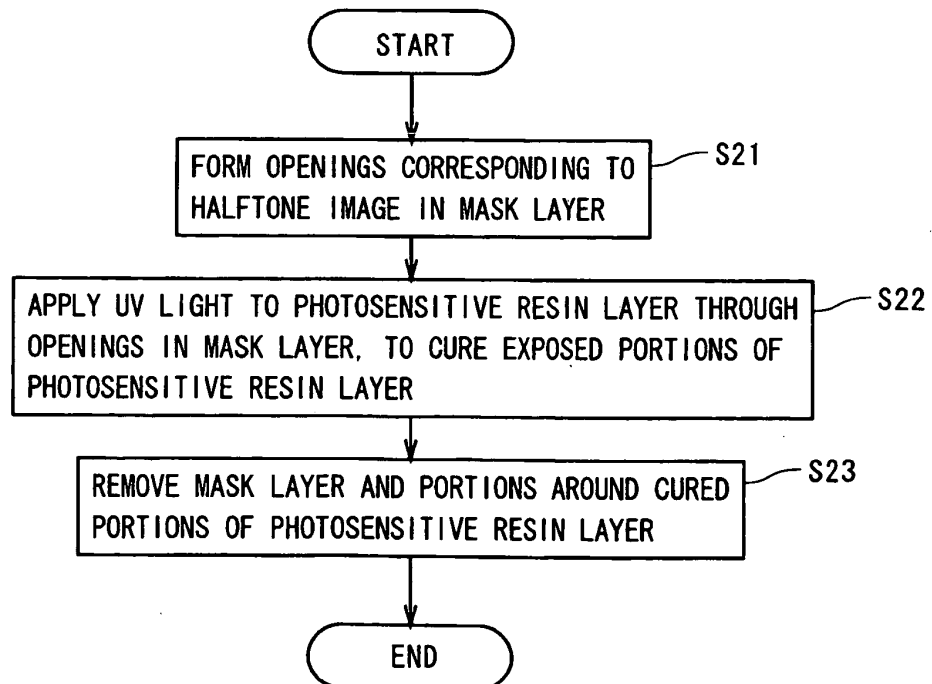 START
FORM OPENINGS CORRESPONDING TO
HALFTONE IMAGE IN MASK LAYER
S21
APPLY UV LIGHT TO PHOTOSENSITIVE RESIN LAYER THROUGH
OPENINGS IN MASK LAYER, TO CURE EXPOSED PORTIONS OF
PHOTOSENSITIVE RESIN LAYER
S22
REMOVE MASK LAYER AND PORTIONS AROUND CURED
PORTIONS OF PHOTOSENSITIVE RESIN LAYER
S23
END